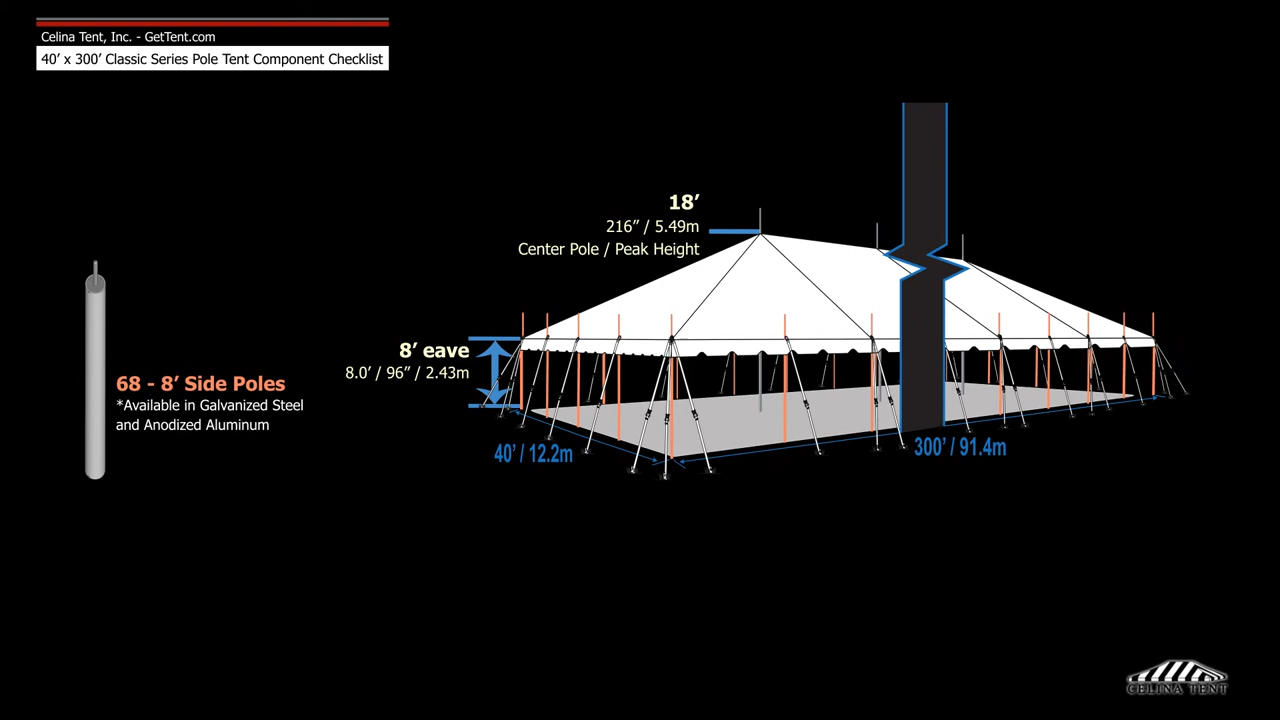 Celina Tent, Inc. - GetTent.com
40’ x 300’ Classic Series Pole Tent Component Checklist
18’
216” / 5.49m
Center Pole / Peak Height
8’ eave
8.0’ / 96” / 2.43m
68 - 8’ Side Poles
*Available in Galvanized Steel
and Anodized Aluminum
40’ / 12.2m
300’ / 91.4m
CELINA TENT